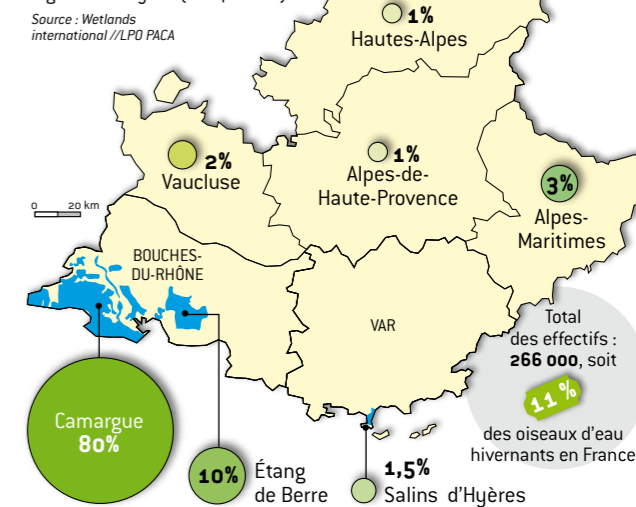 Source : Wetlands
international //LPO PACA
1%
Hautes-Alpes
2%
Vaucluse
1%
Alpes-de-
Haute-Provence
3%
Alpes-
Maritimes
0 20 km
BOUCHES-
DU-RHÔNE
VAR
Total
des effectifs :
266 000, soit
11 %
des oiseaux d'eau
hivernants en France
Camargue
80%
10%
Étang
de Berre
1,5%
Salins d'Hyères